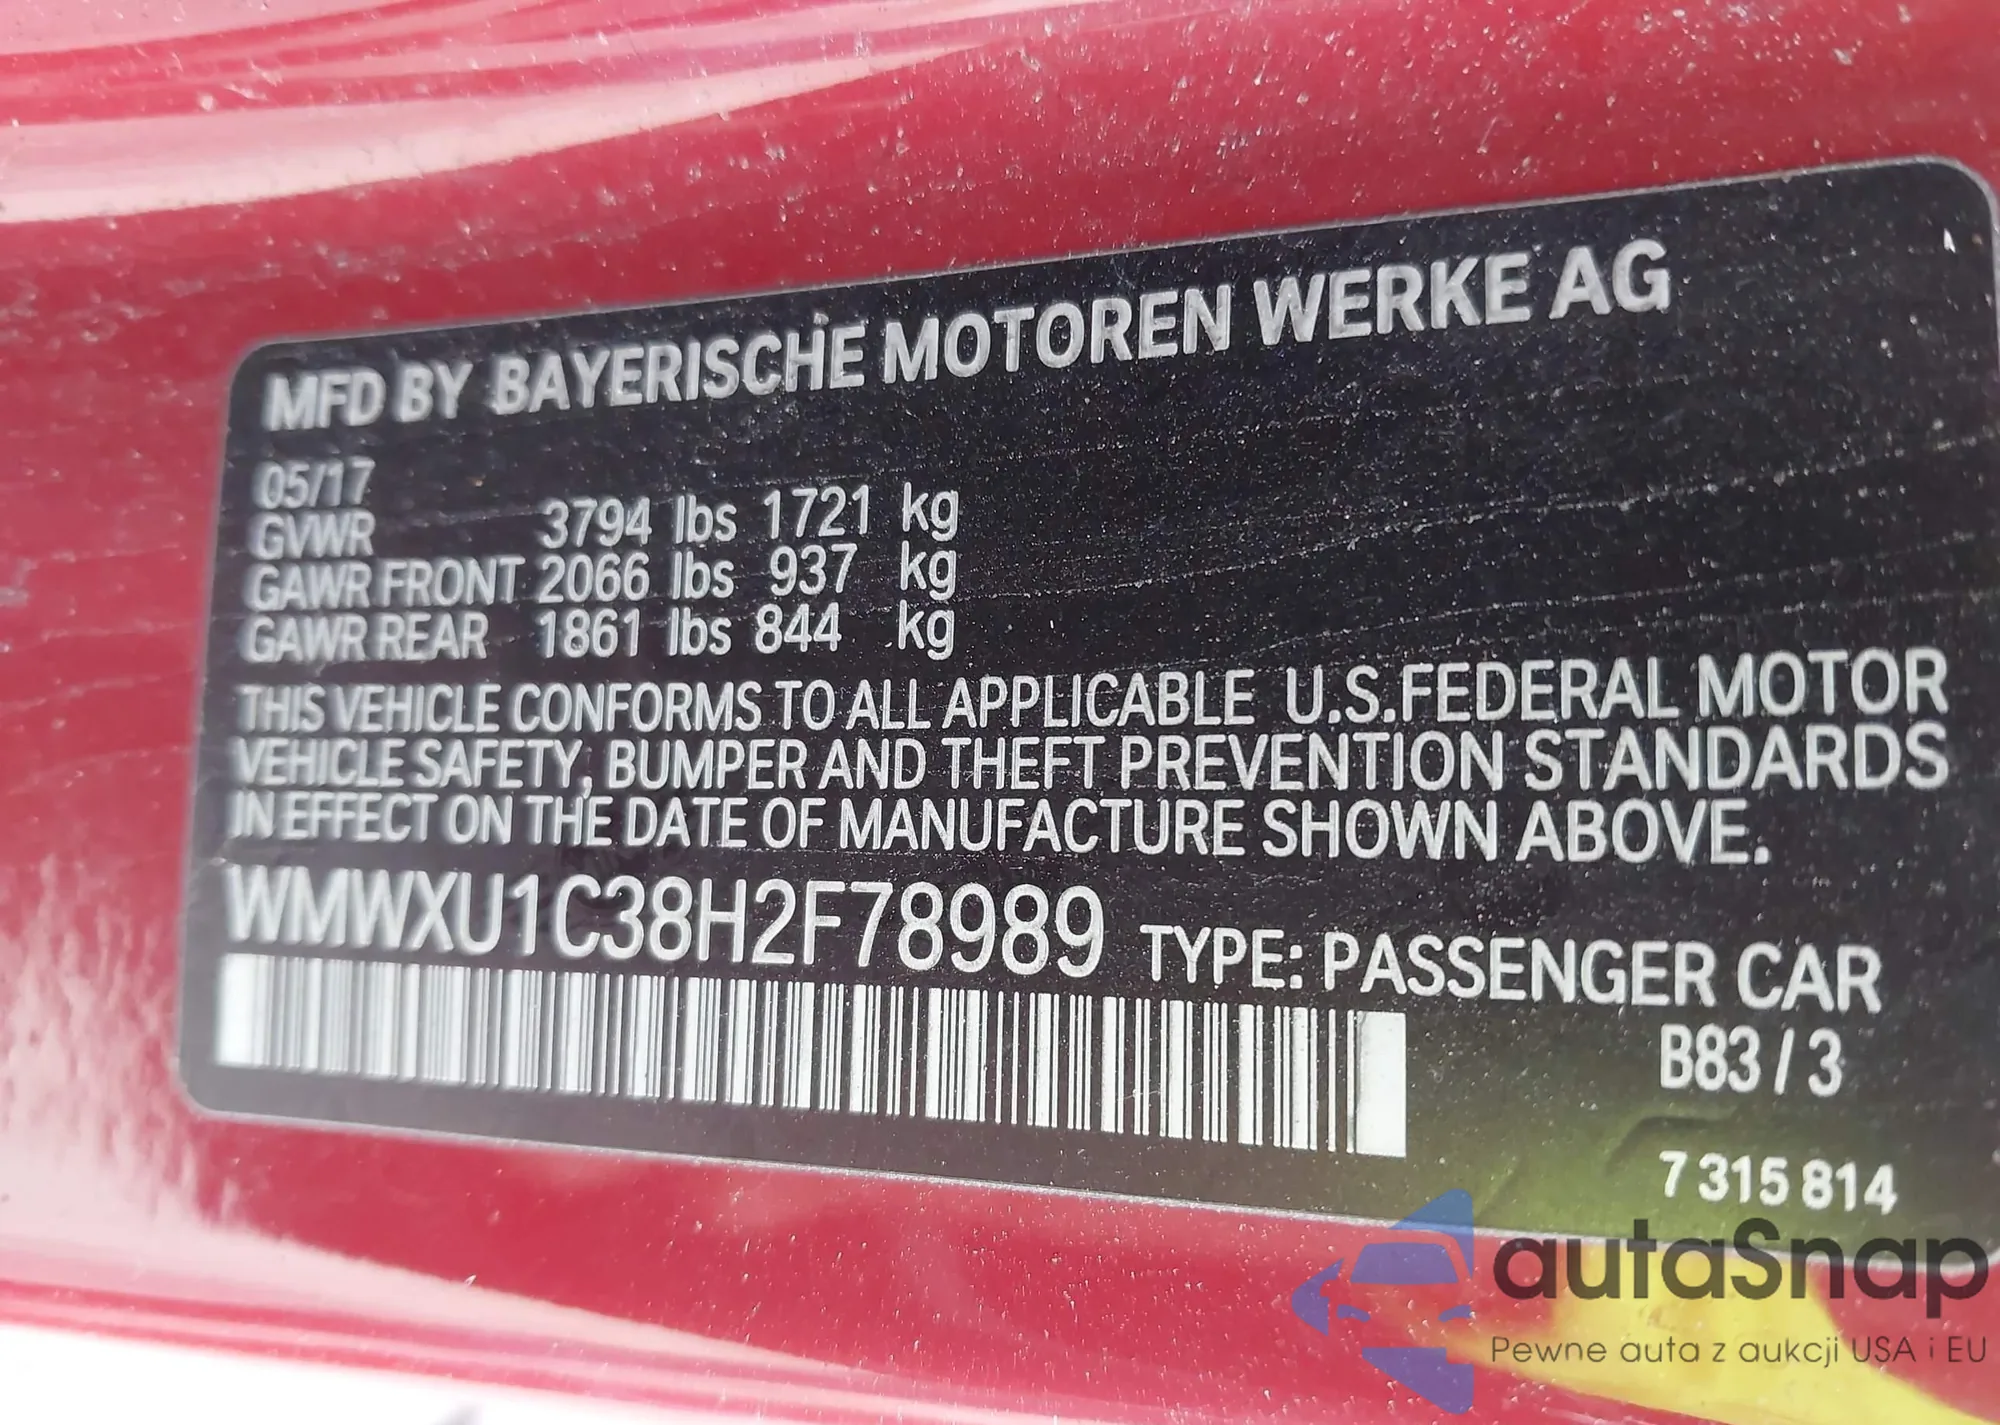 MFD BY BAYERISCHE MOTOREN WERKE AG
05/17
GVWR 3794 lbs 1721 kg
GAWR FRONT 2066 lbs 937 kg
GAWR REAR 1861 lbs 844 kg
THIS VEHICLE CONFORMS TO ALL APPLICABLE U.S.FEDERAL MOTOR
VEHICLE SAFETY, BUMPER AND THEFT PREVENTION STANDARDS
IN EFFECT ON THE DATE OF MANUFACTURE SHOWN ABOVE.
WMWXU1C38H2F78989 TYPE: PASSENGER CAR
B83 / 3
7 315 814
autaSnap
Pewne auta z aukcji USA i EU